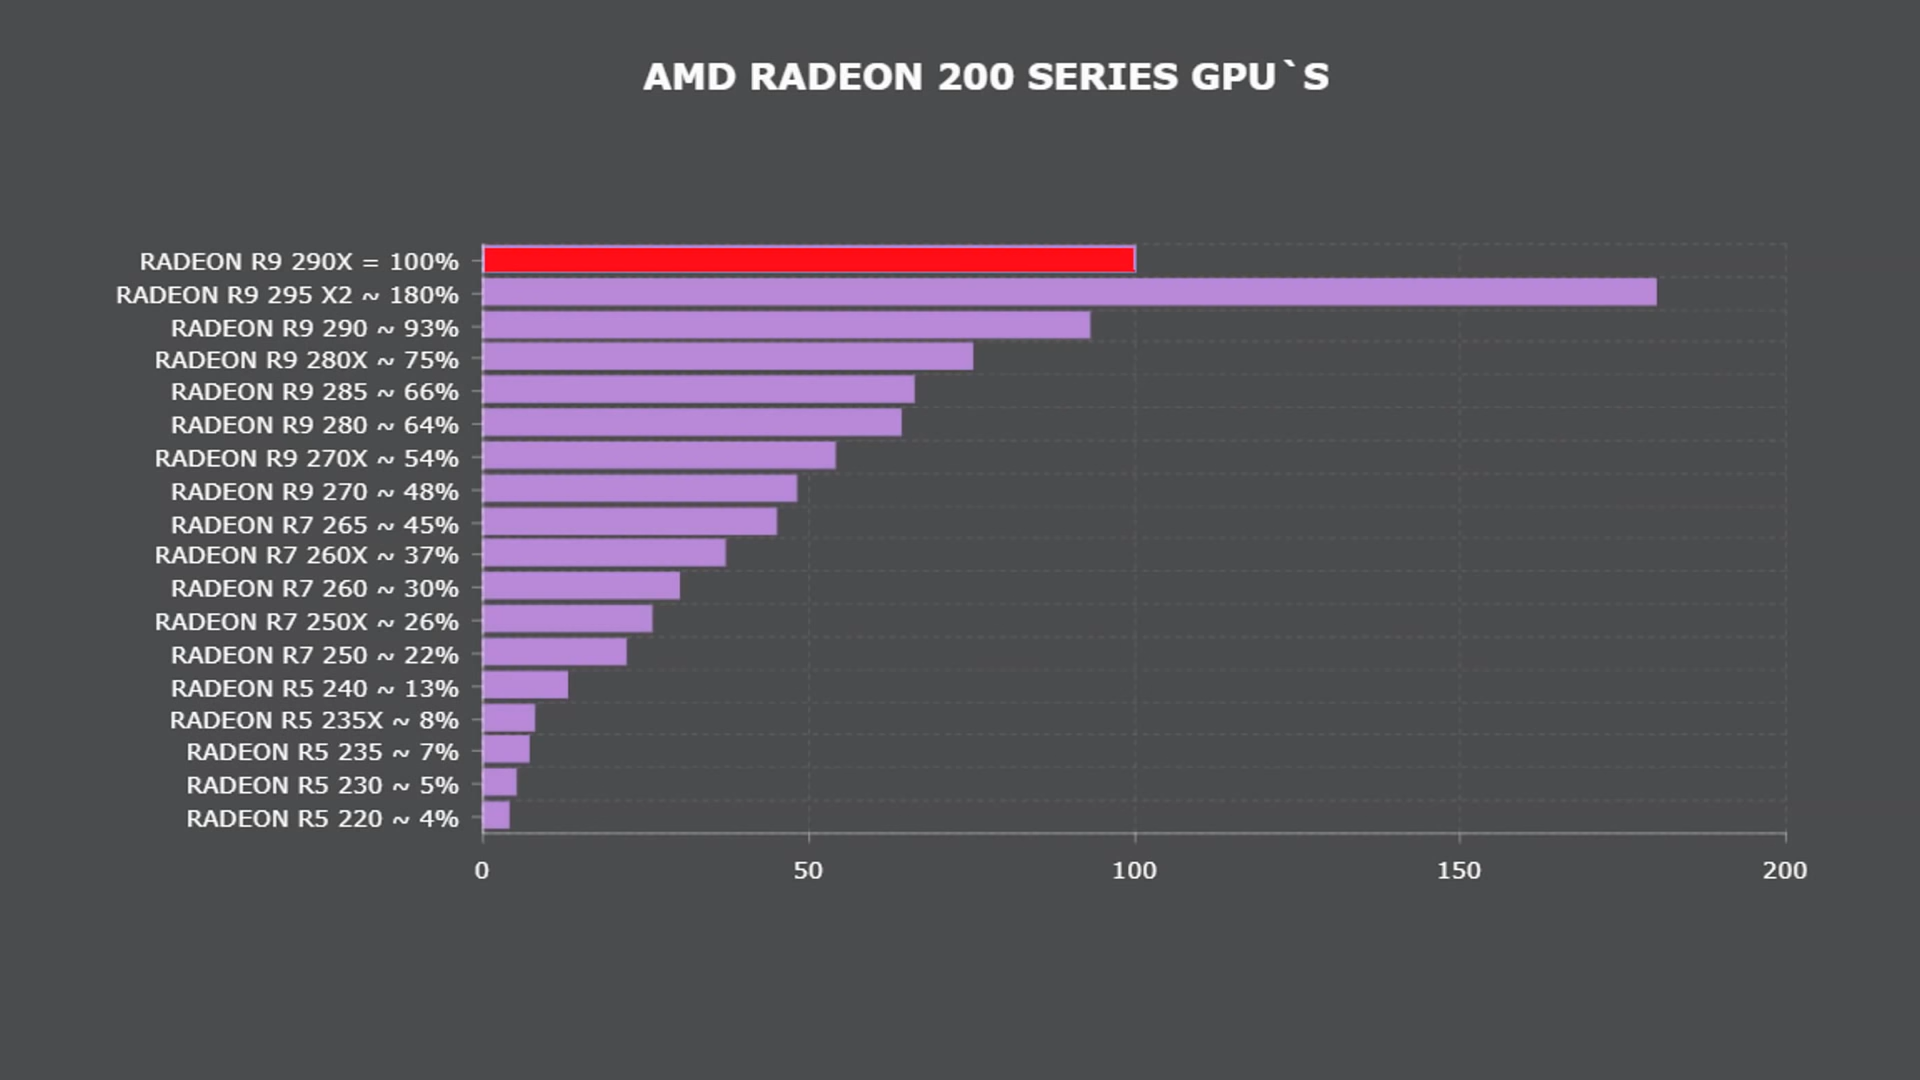 AMD RADEON 200 SERIES GPU`S
RADEON R9 290X = 100%
RADEON R9 295 X2 ~ 180%
RADEON R9 290 ~ 93%
RADEON R9 280X ~ 75%
RADEON R9 285 ~ 66%
RADEON R9 280 ~ 64%
RADEON R9 270X ~ 54%
RADEON R9 270 ~ 48%
RADEON R7 265 ~ 45%
RADEON R7 260X ~ 37%
RADEON R7 260 ~ 30%
RADEON R7 250X ~ 26%
RADEON R7 250 ~ 22%
RADEON R5 240 ~ 13%
RADEON R5 235X ~ 8%
RADEON R5 235 ~ 7%
RADEON R5 230 ~ 5%
RADEON R5 220 ~ 4%
0 50 100 150 200